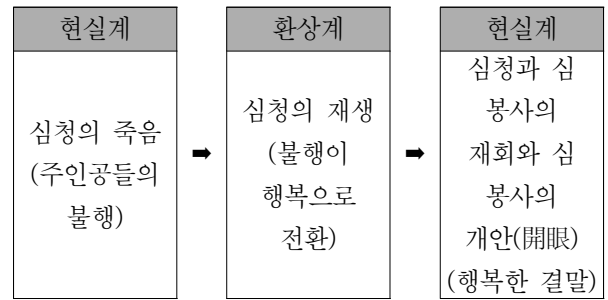 현실계
심청의 죽음
(주인공들의
불행)
➡
환상계
심청의 재생
(불행이
행복으로
전환)
➡
현실계
심청과 심
봉사의
재회와 심
봉사의
개안(開眼)
(행복한 결말)